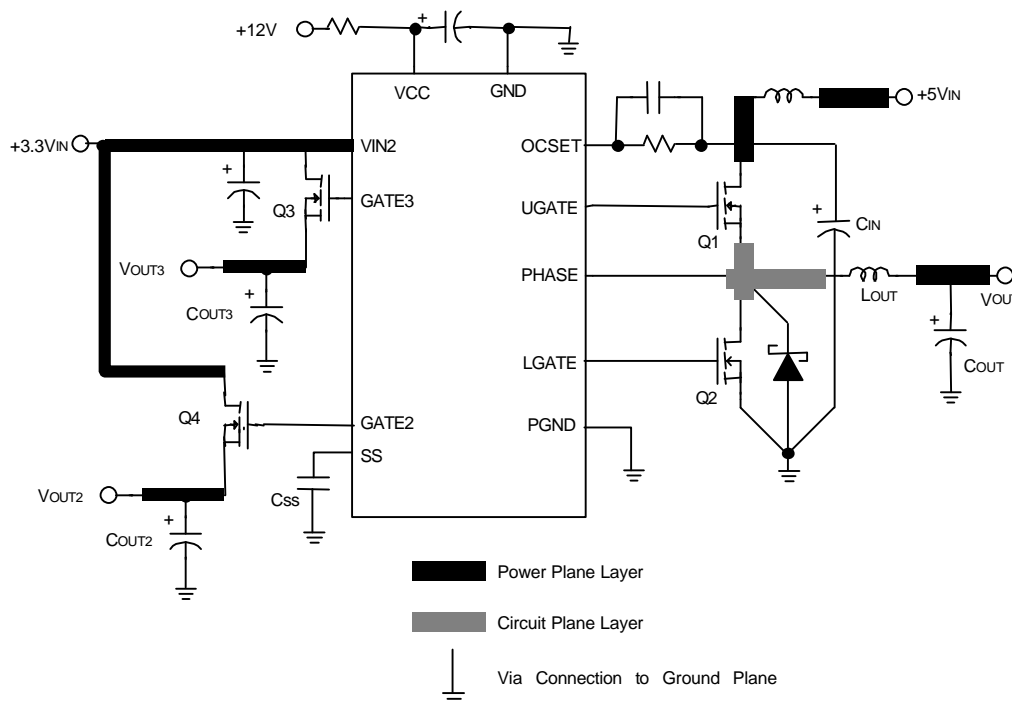 +12V
VCC
GND
+5VIN
+3.3VIN
VIN2
OCSET
Q3
GATE3
UGATE
Q1
CIN
VOUT3
PHASE
COUT3
LOUT
VOU
LGATE
Q2
COUT
Q4
GATE2
PGND
SS
VOUT2
CSS
COUT2
Power Plane Layer
Circuit Plane Layer
Via Connection to Ground Plane